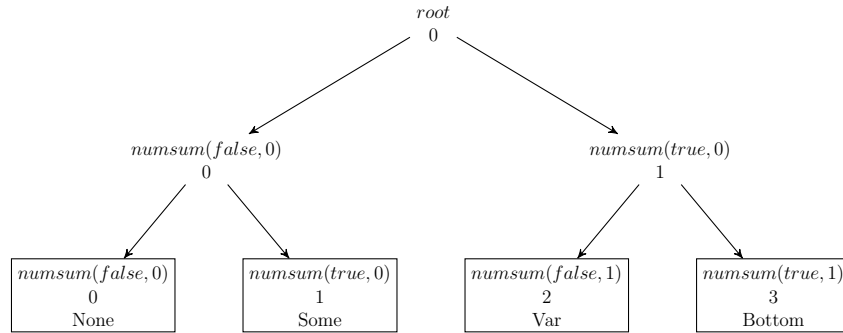 root
0
numsum(false, 0)
0
numsum(true, 0)
1
numsum(false, 0)
0
None
numsum(true, 0)
1
Some
numsum(false, 1)
2
Var
numsum(true, 1)
3
Bottom